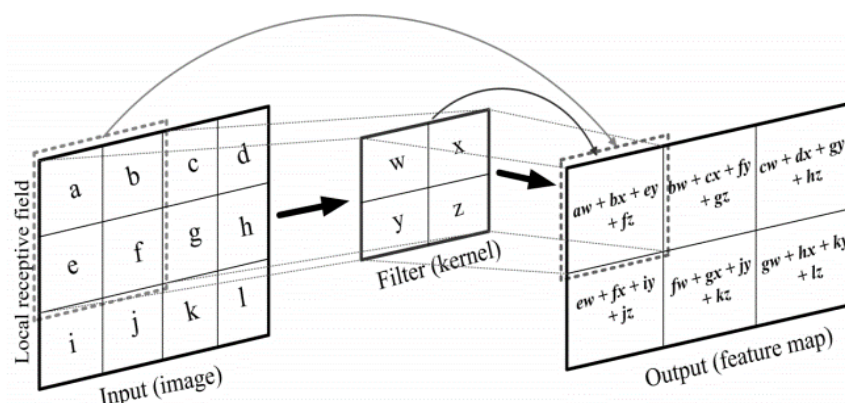 Local receptive field
a b c d
e f g h
i j k l
Input (image)
w x
y z
Filter (kernel)
aw + bx + ey
+ fz
bw + cx + fy
+ gz
cw + dx + gy
+ hz
ew + fx + iy
+ jz
fw + gx + jy
+ kz
gw + hx + ky
+ lz
Output (feature map)